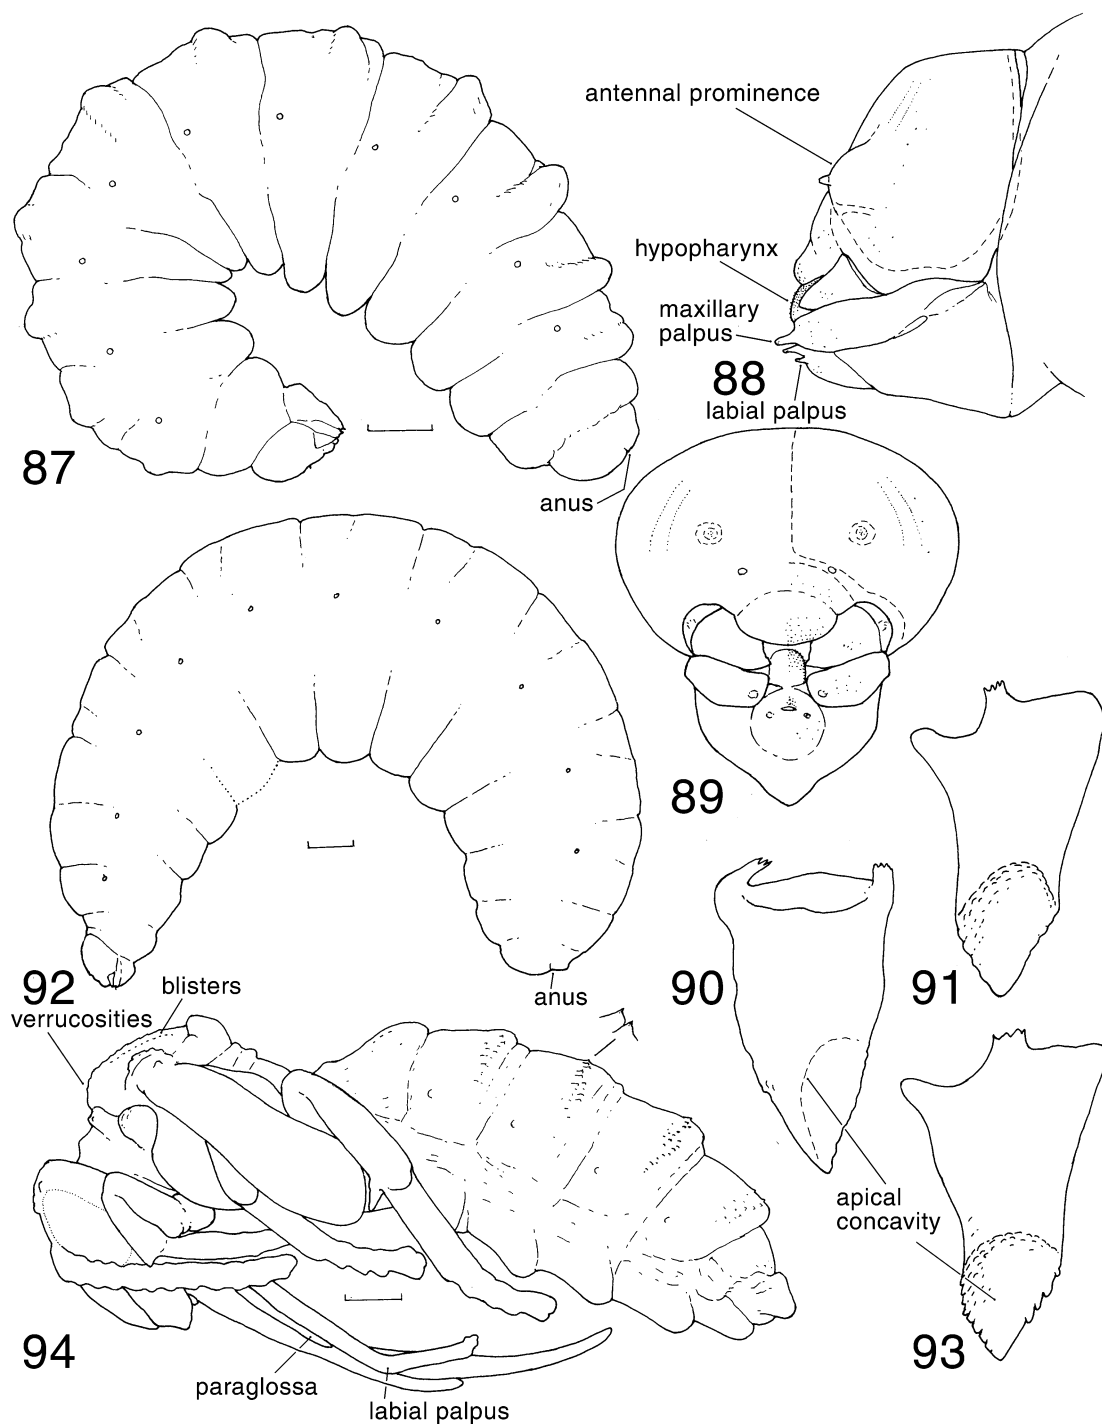 antennal prominence
hypopharynx
maxillary
palpus
88
labial palpus
87
anus
89
92
anus
90
91
blisters
verrucosities
apical
concavity
94
93
paraglossa
labial palpus